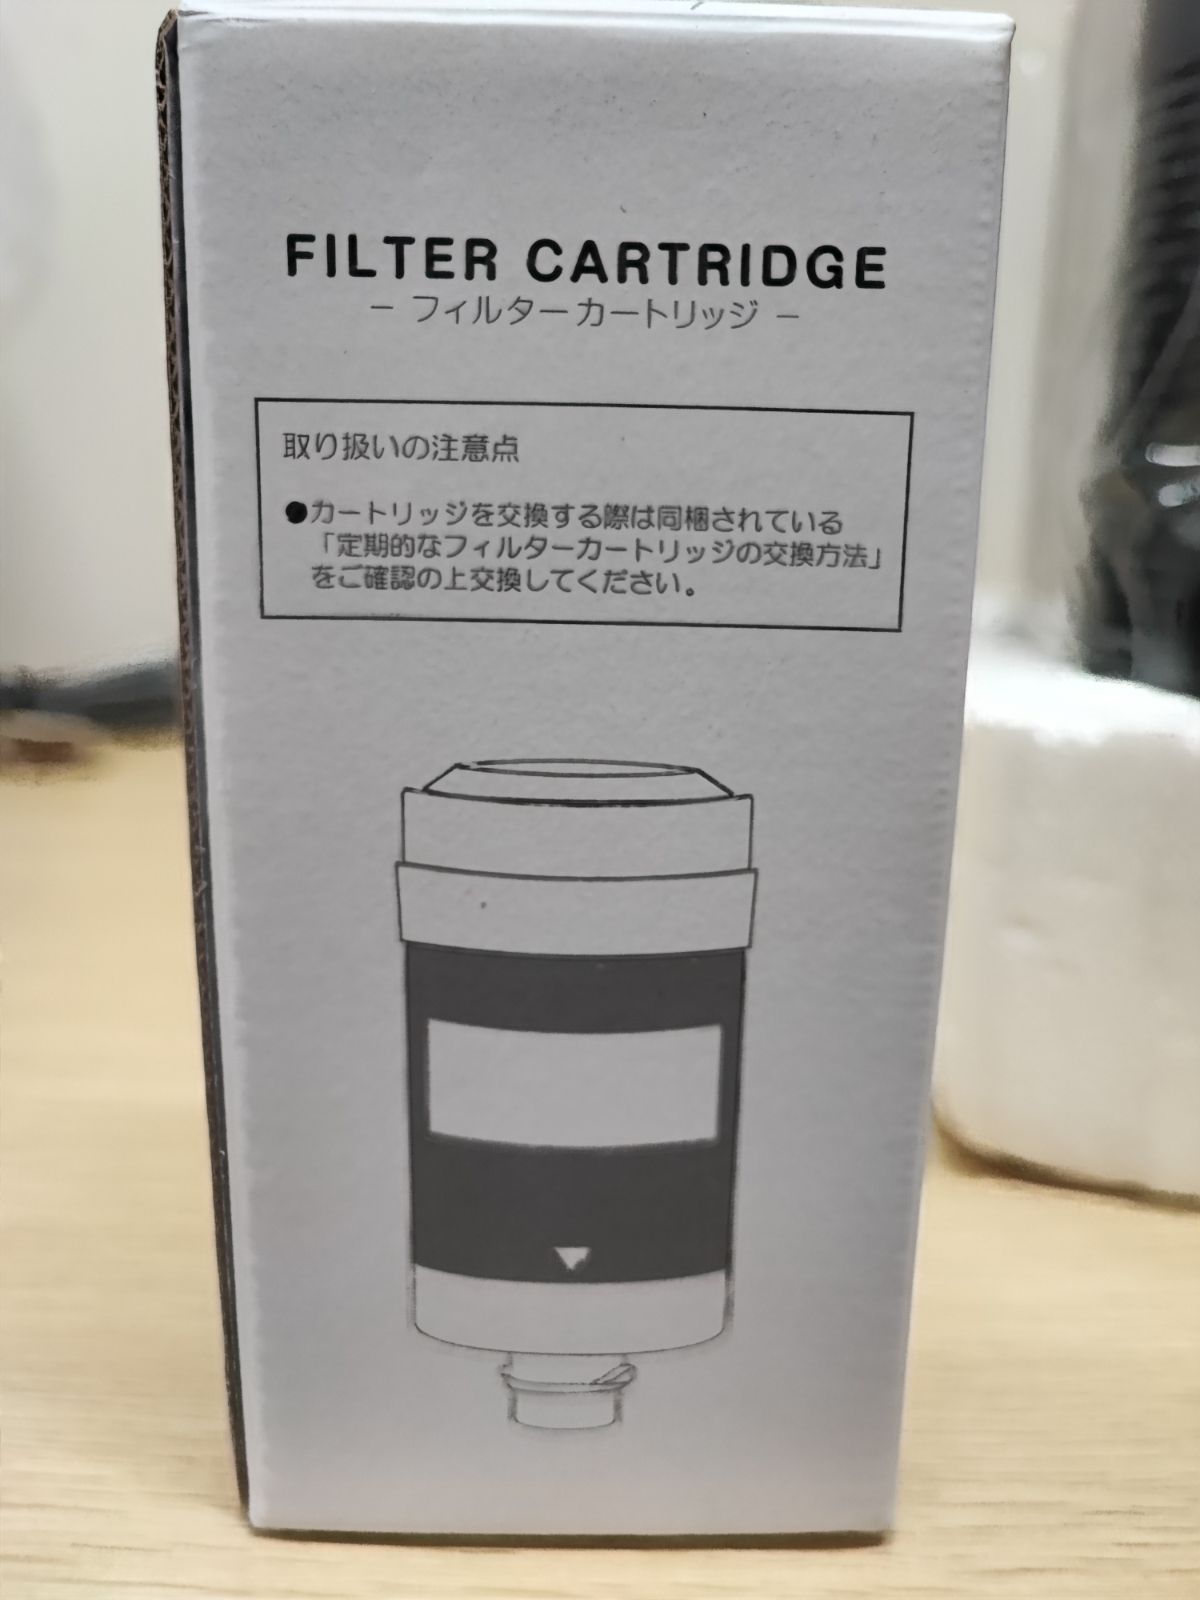 FILTER CARTRIDGE
− フィルターカートリッジ −
取り扱いの注意点
●カートリッジを交換する際は同梱されている
「定期的なフィルターカートリッジの交換方法」
をご確認の上交換してください。